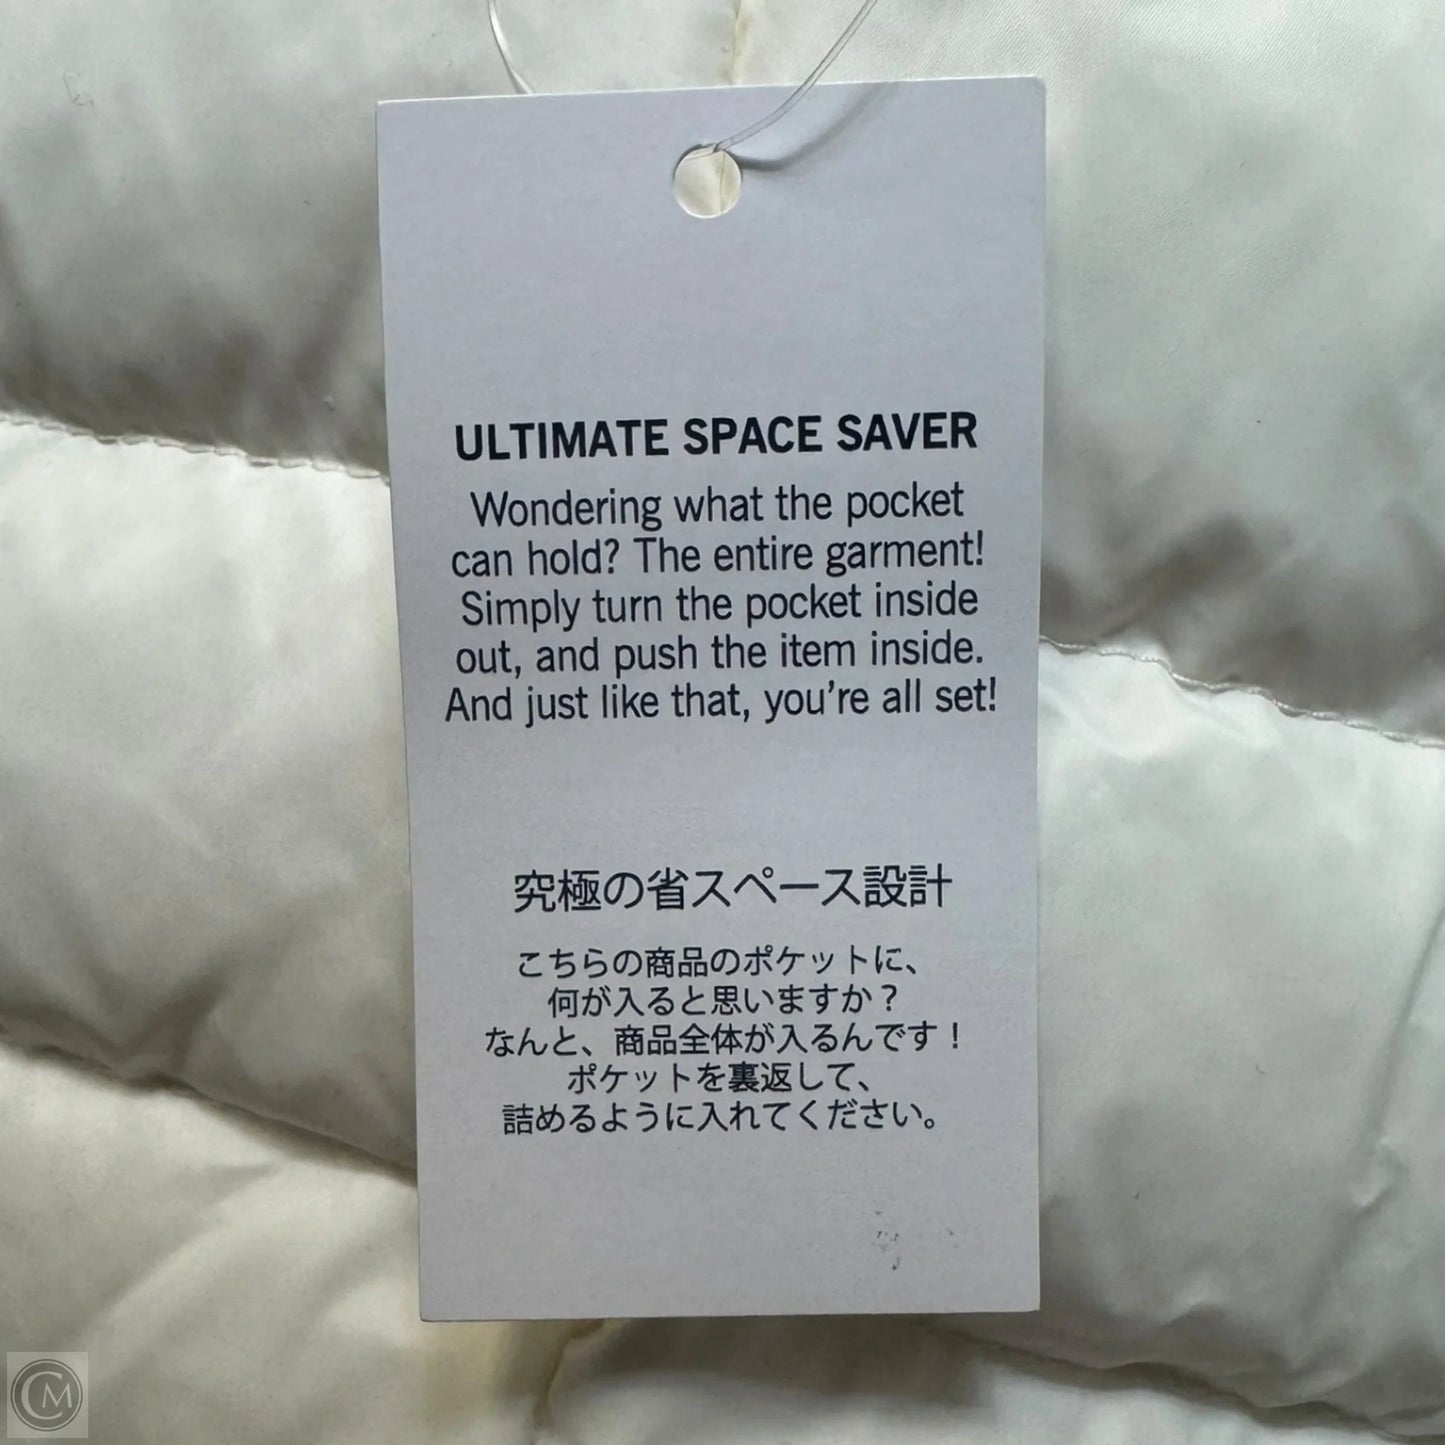 ULTIMATE SPACE SAVER
Wondering what the pocket
can hold? The entire garment!
Simply turn the pocket inside
out, and push the item inside.
And just like that, you're all set!
究極の省スペース設計
こちらの商品のポケットに、
何が入ると思いますか？
なんと、商品全体が入るんです！
ポケットを裏返して、
詰めるように入れてください。
CM